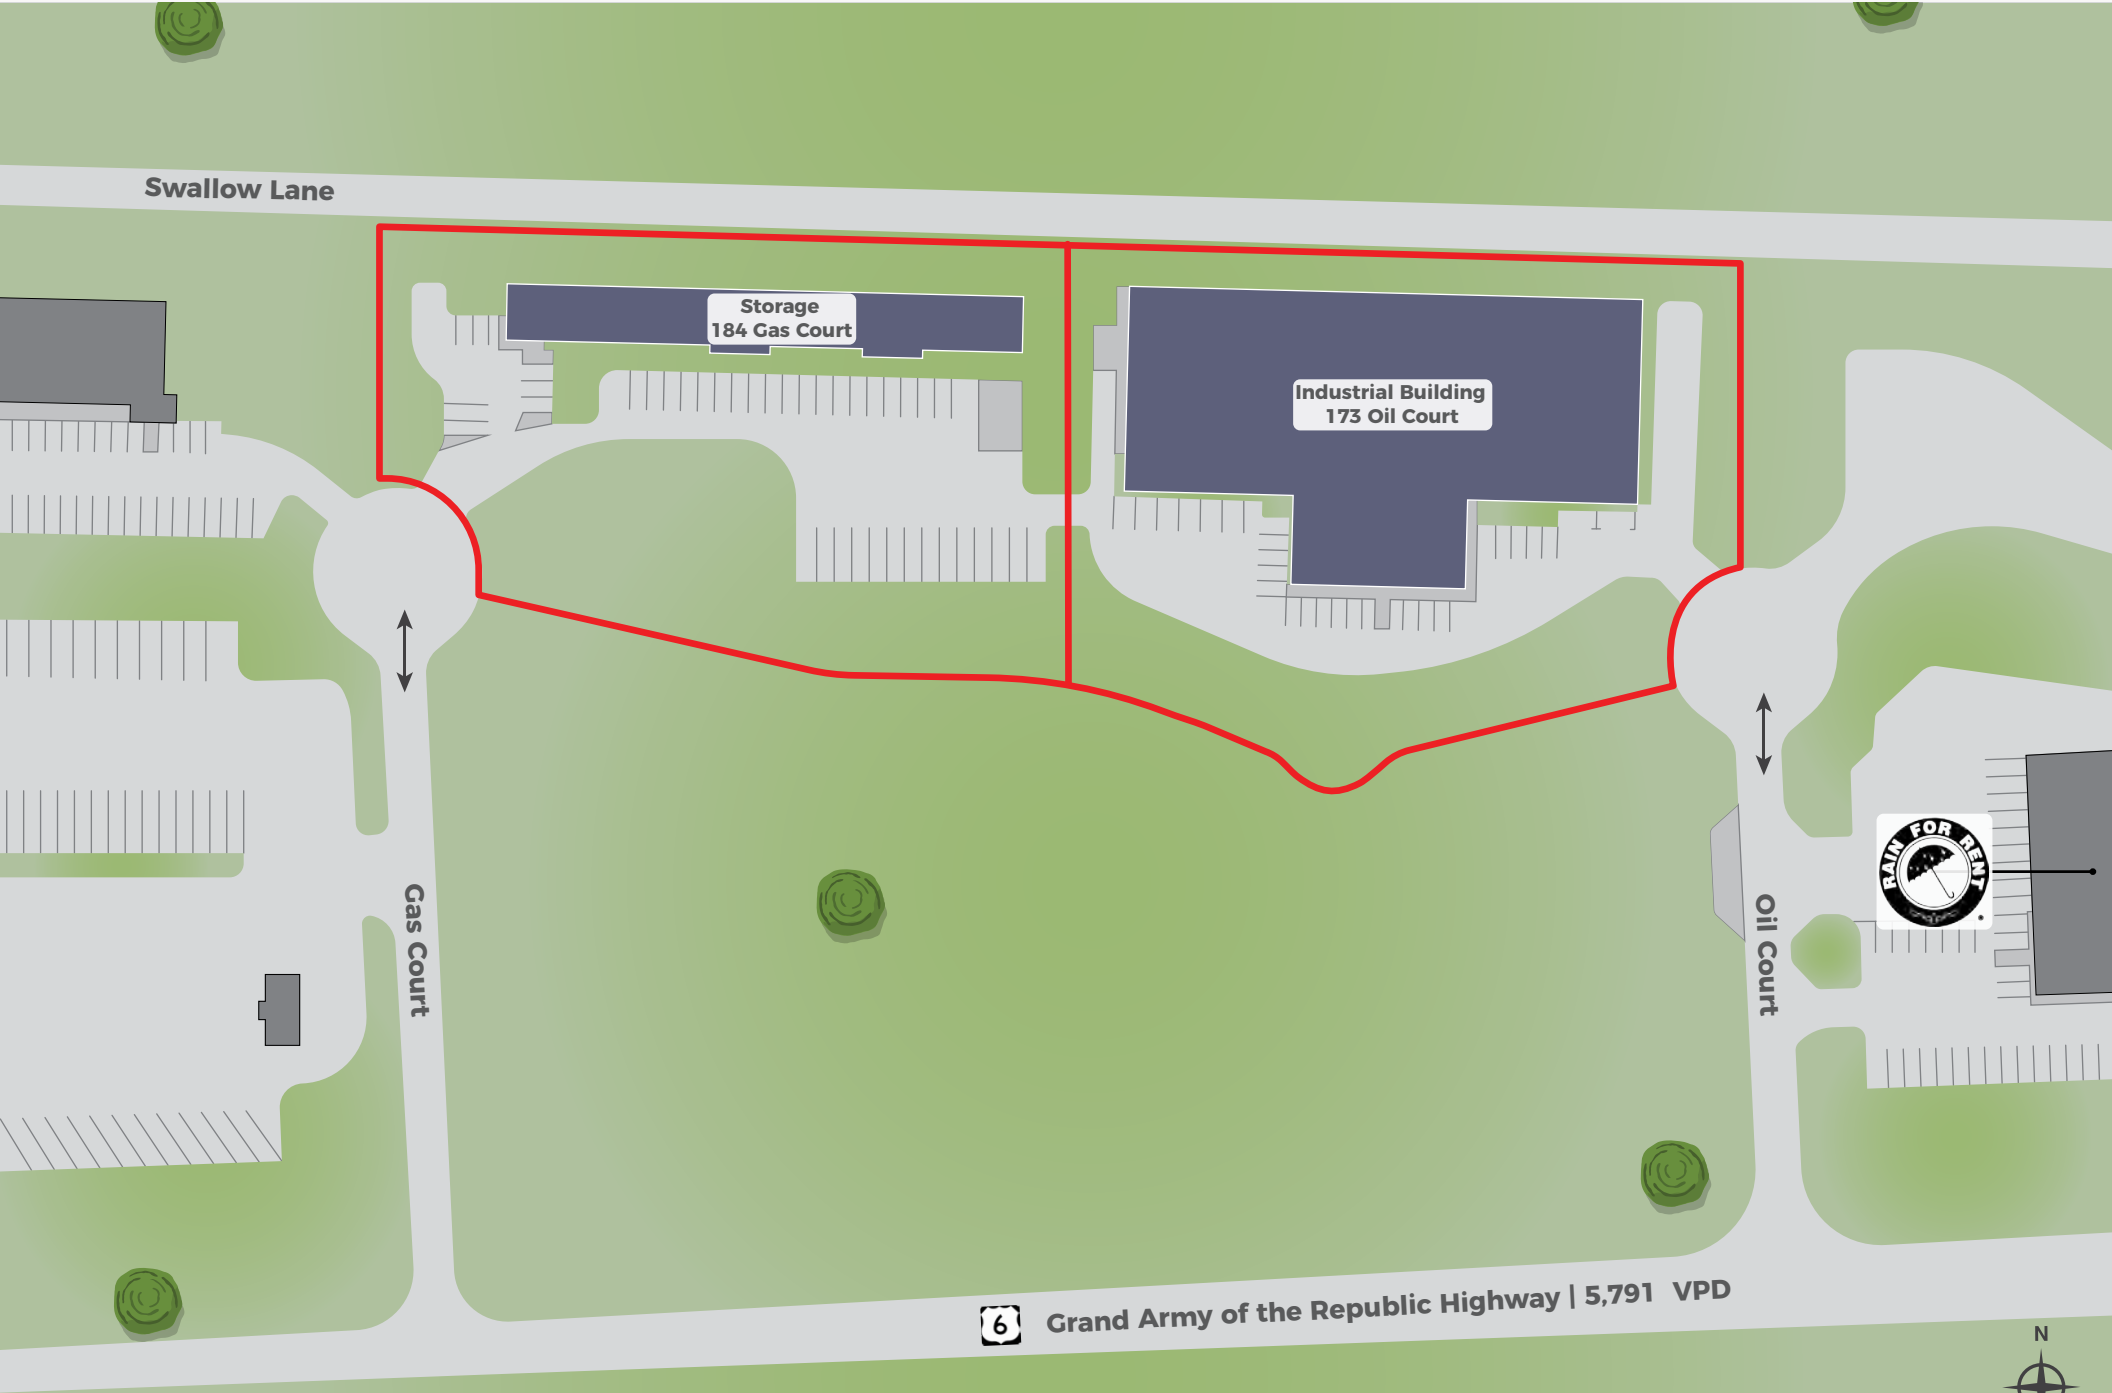 Swallow Lane
Storage
184 Gas Court
Industrial Building
173 Oil Court
Gas Court
RAIN FOR RENT
Oil Court
6 Grand Army of the Republic Highway | 5,791 VPD
N